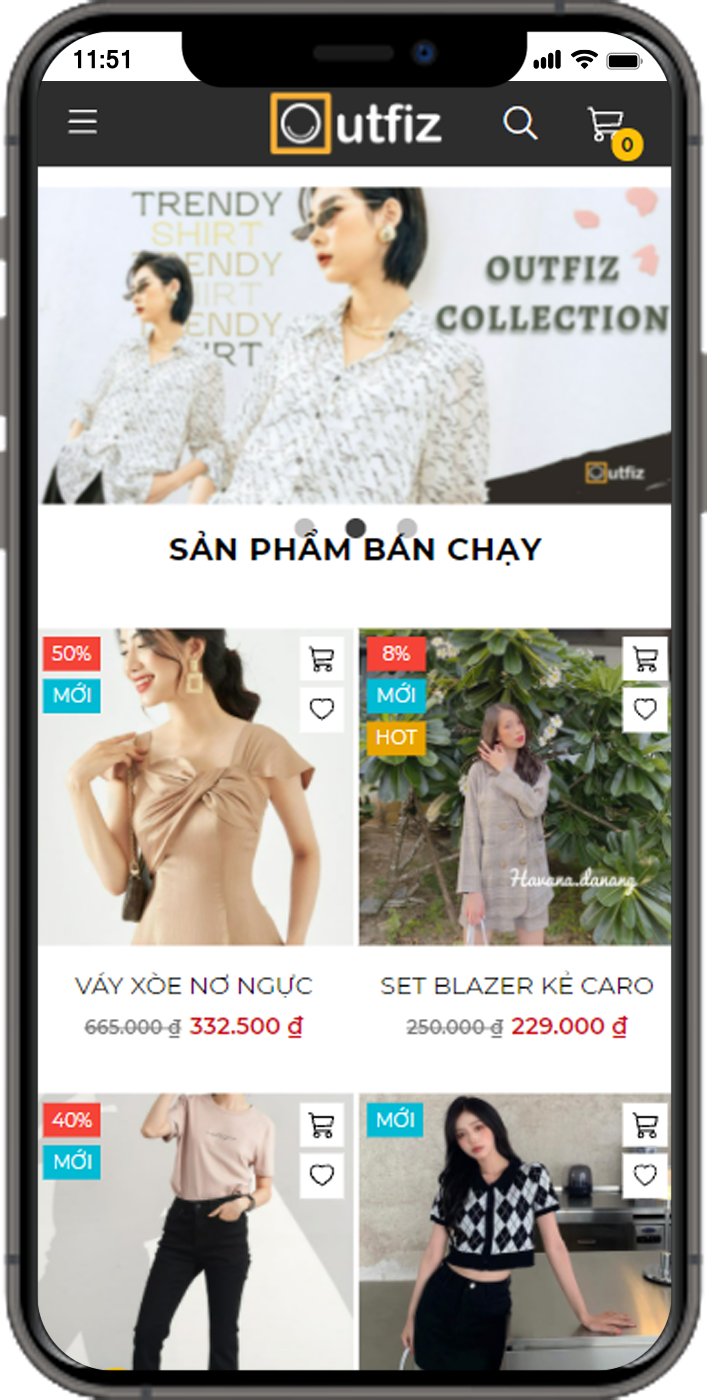 11:51
Outfiz
0
TRENDY
SHIRT
TRENDY
SHIRT
TRENDY
OUTFIZ
COLLECTION
Outfiz
SẢN PHẨM BÁN CHẠY
50%
MỚI
8%
MỚI
HOT
Havana.danang
VÁY XÒE NƠ NGỰC
665.000 ₫ 332.500 ₫
SET BLAZER KẺ CARO
250.000 ₫ 229.000 ₫
40%
MỚI
MỚI